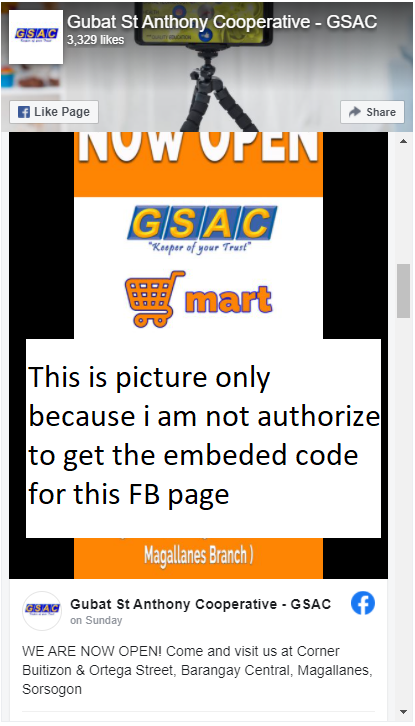 Gubat St Anthony Cooperative - GSAC
GSAC
3,329 likes
Like Page
Share
NOW OPEN
GSAC
"Keeper of your Trust"
mart
This is picture only
because i am not authorize
to get the embeded code
for this FB page
Magallanes Branch )
GSAC
Gubat St Anthony Cooperative - GSAC
on Sunday
WE ARE NOW OPEN! Come and visit us at Corner
Buitizon & Ortega Street, Barangay Central, Magallanes,
Sorsogon